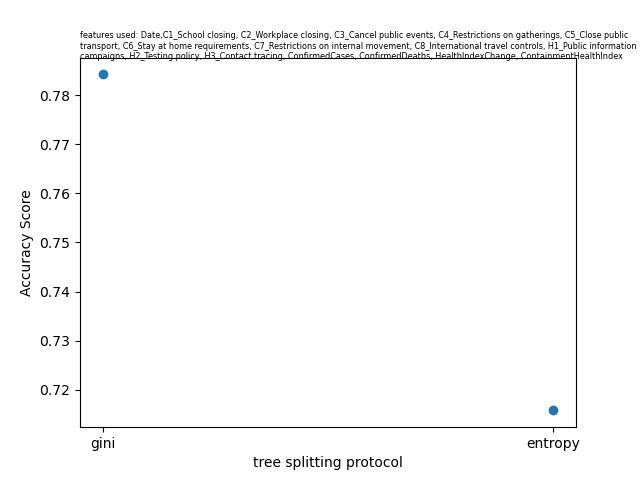 features used: Date,C1_School closing, C2_Workplace closing, C3_Cancel public events, C4_Restrictions on gatherings, C5_Close public
transport, C6_Stay at home requirements, C7_Restrictions on internal movement, C8_International travel controls, H1_Public information
campaigns, H2_Testing policy, H3_Contact tracing, ConfirmedCases, ConfirmedDeaths, HealthIndexChange, ContainmentHealthIndex
0.78
0.77
0.76
0.75
0.74
0.73
0.72
Accuracy Score
gini
entropy
tree splitting protocol